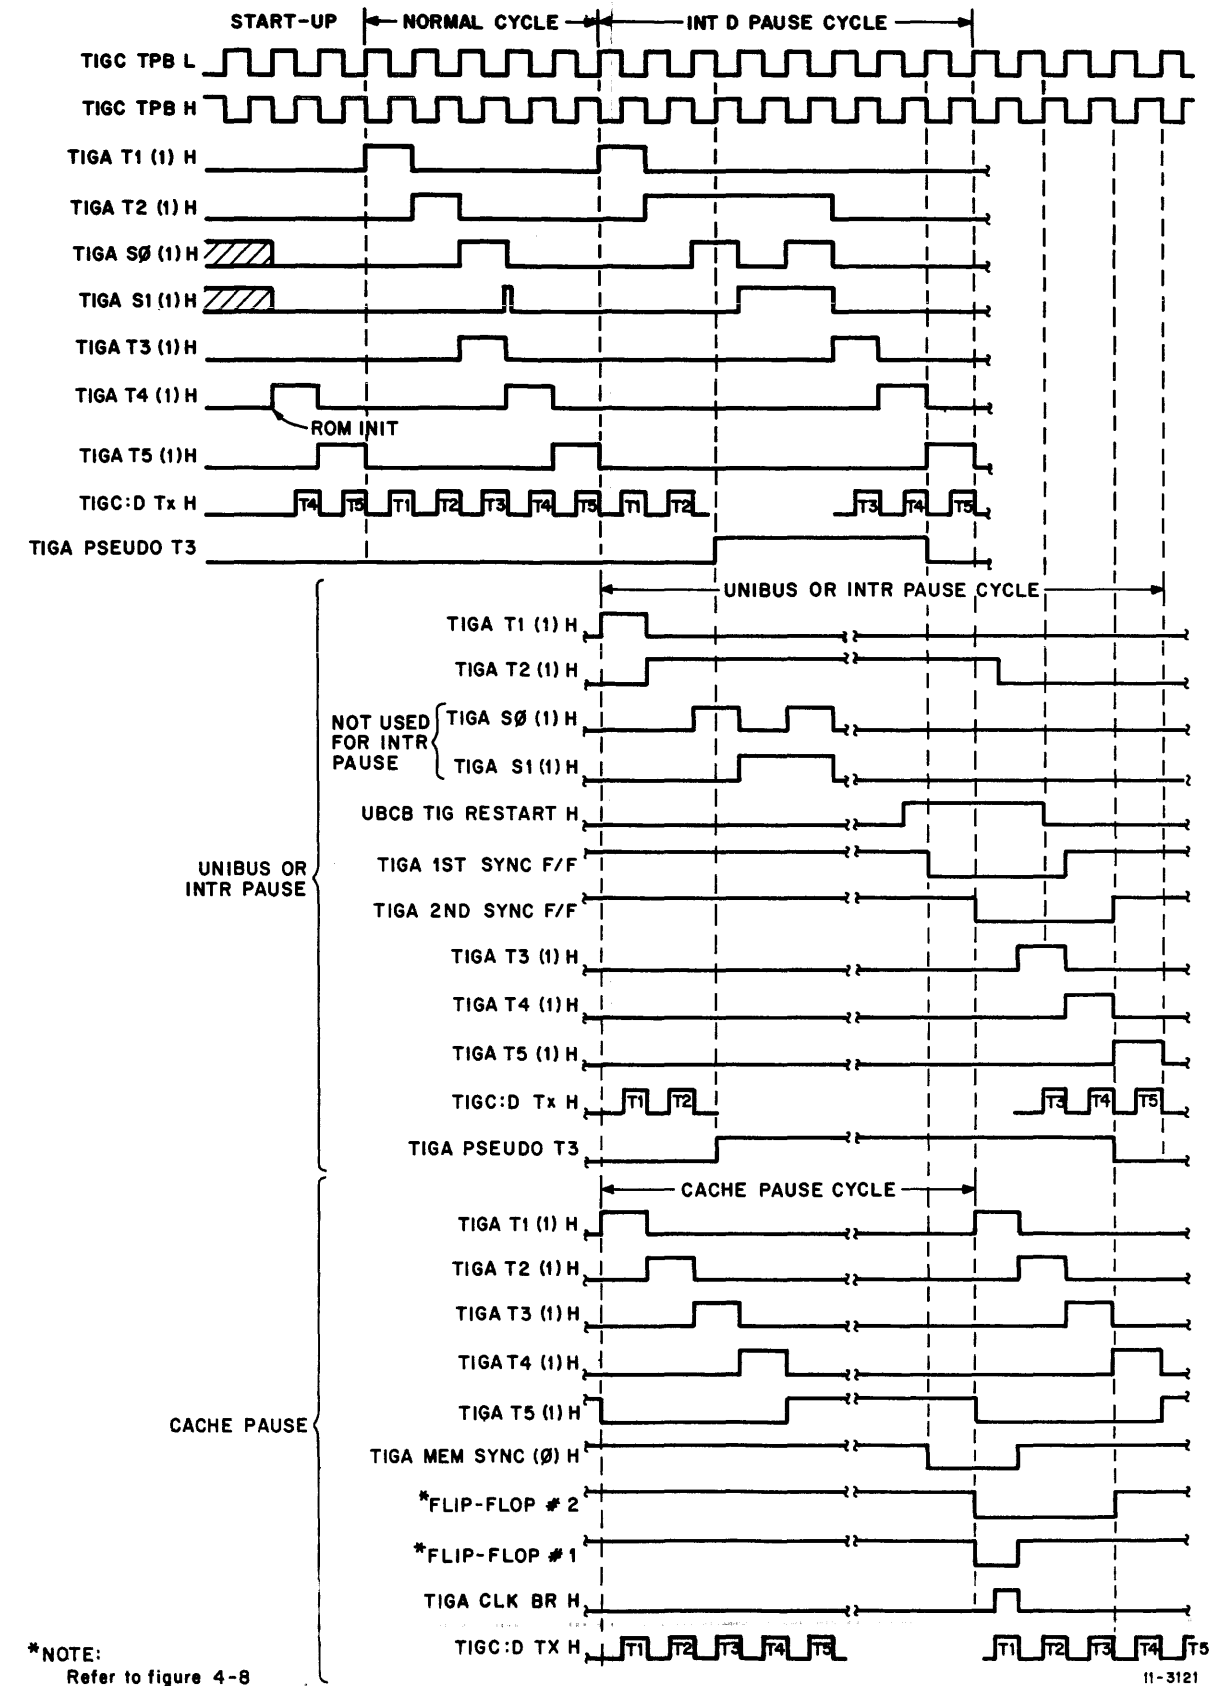 START-UP NORMAL CYCLE INT D PAUSE CYCLE
TIGC TPB L
TIGC TPB H
TIGA T1 (1) H
TIGA T2 (1) H
TIGA SØ (1) H
TIGA S1 (1) H
TIGA T3 (1) H
TIGA T4 (1) H
ROM INIT
TIGA T5 (1) H
TIGC:D Tx H T4 T5 T1 T2 T3 T4 T5 T1 T2 T3 T4 T5
TIGA PSEUDO T3
UNIBUS OR INTR PAUSE CYCLE
TIGA T1 (1) H
TIGA T2 (1) H
NOT USED
FOR INTR
PAUSE
TIGA SØ (1) H
TIGA S1 (1) H
UBCB TIG RESTART H
UNIBUS OR
INTR PAUSE
TIGA 1ST SYNC F/F
TIGA 2ND SYNC F/F
TIGA T3 (1) H
TIGA T4 (1) H
TIGA T5 (1) H
TIGC:D Tx H T1 T2 T3 T4 T5
TIGA PSEUDO T3
CACHE PAUSE CYCLE
TIGA T1 (1) H
TIGA T2 (1) H
TIGA T3 (1) H
TIGA T4 (1) H
TIGA T5 (1) H
CACHE PAUSE
TIGA MEM SYNC (Ø) H
*FLIP-FLOP # 2
*FLIP-FLOP # 1
TIGA CLK BR H
TIGC:D TX H T1 T2 T3 T4 T5 T1 T2 T3 T4 T5
*NOTE:
Refer to figure 4-8
11-3121